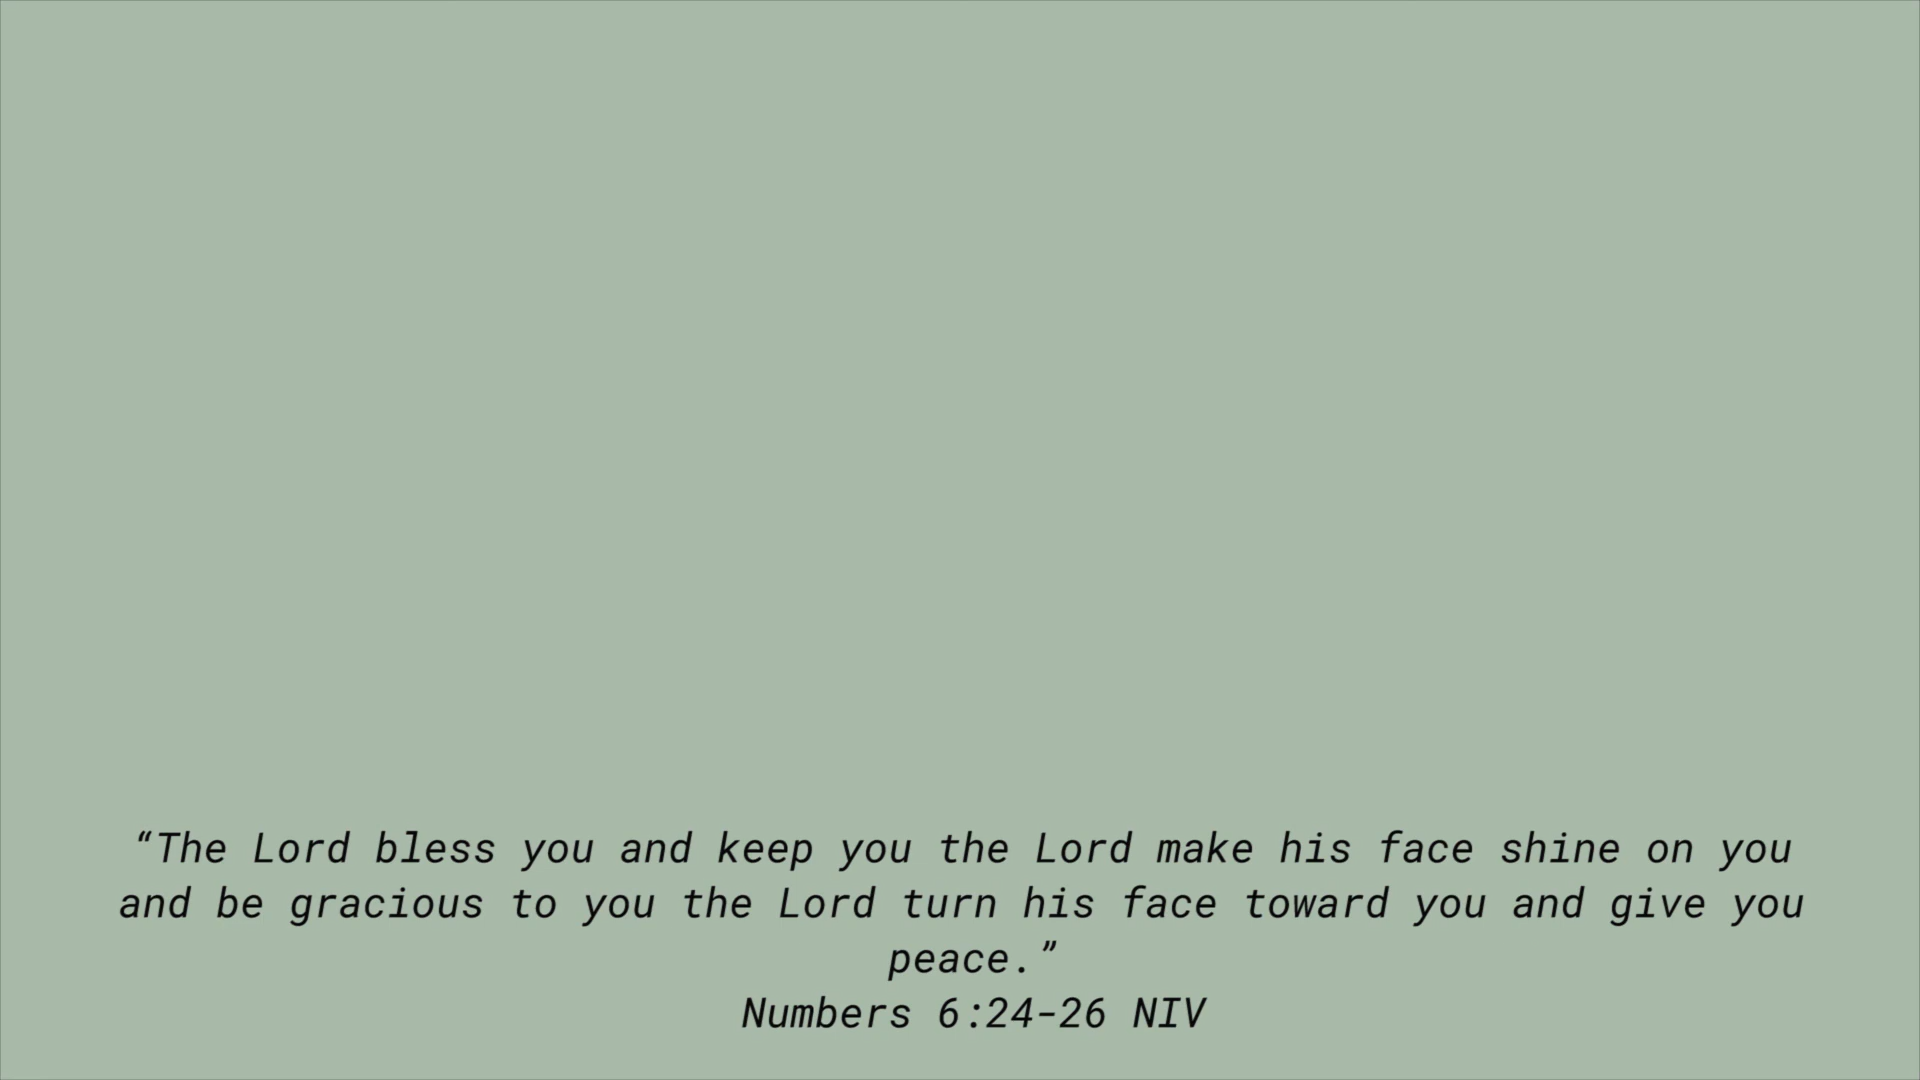 “The Lord bless you and keep you the Lord make his face shine on you
and be gracious to you the Lord turn his face toward you and give you
peace.”
Numbers 6:24-26 NIV